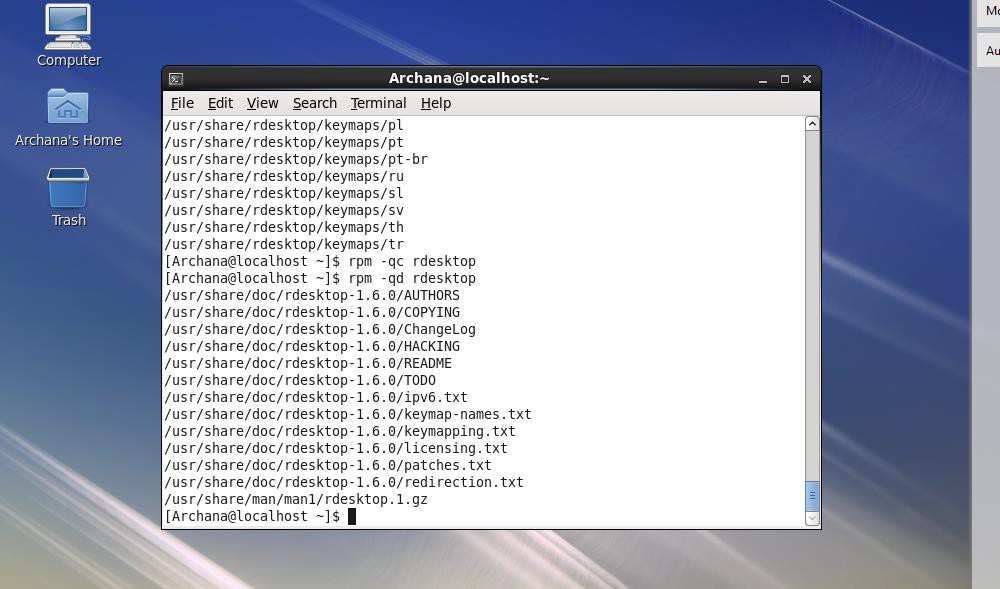 Computer
Archana's Home
Trash
Archana@localhost:~
File Edit View Search Terminal Help
/usr/share/rdesktop/keymaps/pl
/usr/share/rdesktop/keymaps/pt
/usr/share/rdesktop/keymaps/pt-br
/usr/share/rdesktop/keymaps/ru
/usr/share/rdesktop/keymaps/sl
/usr/share/rdesktop/keymaps/sv
/usr/share/rdesktop/keymaps/th
/usr/share/rdesktop/keymaps/tr
[Archana@localhost ~]$ rpm -qc rdesktop
[Archana@localhost ~]$ rpm -qd rdesktop
/usr/share/doc/rdesktop-1.6.0/AUTHORS
/usr/share/doc/rdesktop-1.6.0/COPYING
/usr/share/doc/rdesktop-1.6.0/ChangeLog
/usr/share/doc/rdesktop-1.6.0/HACKING
/usr/share/doc/rdesktop-1.6.0/README
/usr/share/doc/rdesktop-1.6.0/TODO
/usr/share/doc/rdesktop-1.6.0/ipv6.txt
/usr/share/doc/rdesktop-1.6.0/keymap-names.txt
/usr/share/doc/rdesktop-1.6.0/keymapping.txt
/usr/share/doc/rdesktop-1.6.0/licensing.txt
/usr/share/doc/rdesktop-1.6.0/patches.txt
/usr/share/doc/rdesktop-1.6.0/redirection.txt
/usr/share/man/man1/rdesktop.1.gz
[Archana@localhost ~]$
Au